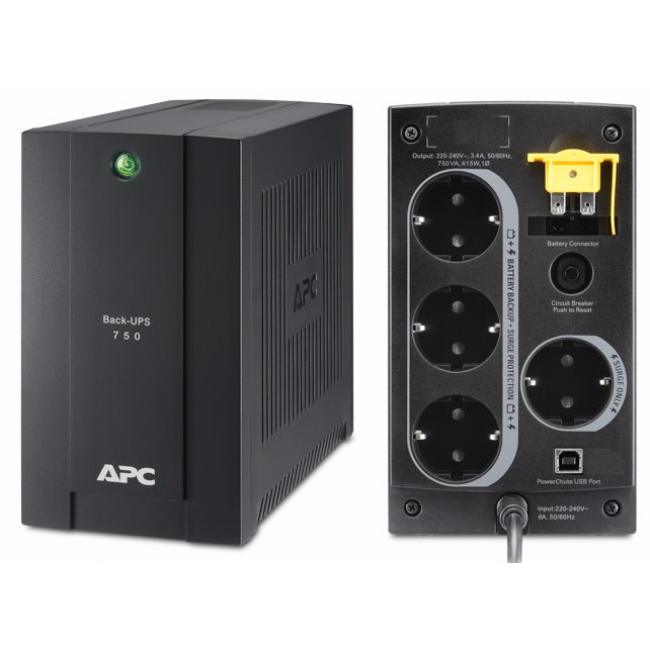 Back-UPS
750
APC
APC
Output: 220-240V~, 3.4A, 50/60Hz,
750VA, 415W,1Ø
BATTERY BACKUP + SURGE PROTECTION
Battery Connector
Circuit Breaker
Push to Reset
SURGE ONLY
PowerChute USB Port
Input:220-240V~
6A, 50/60Hz